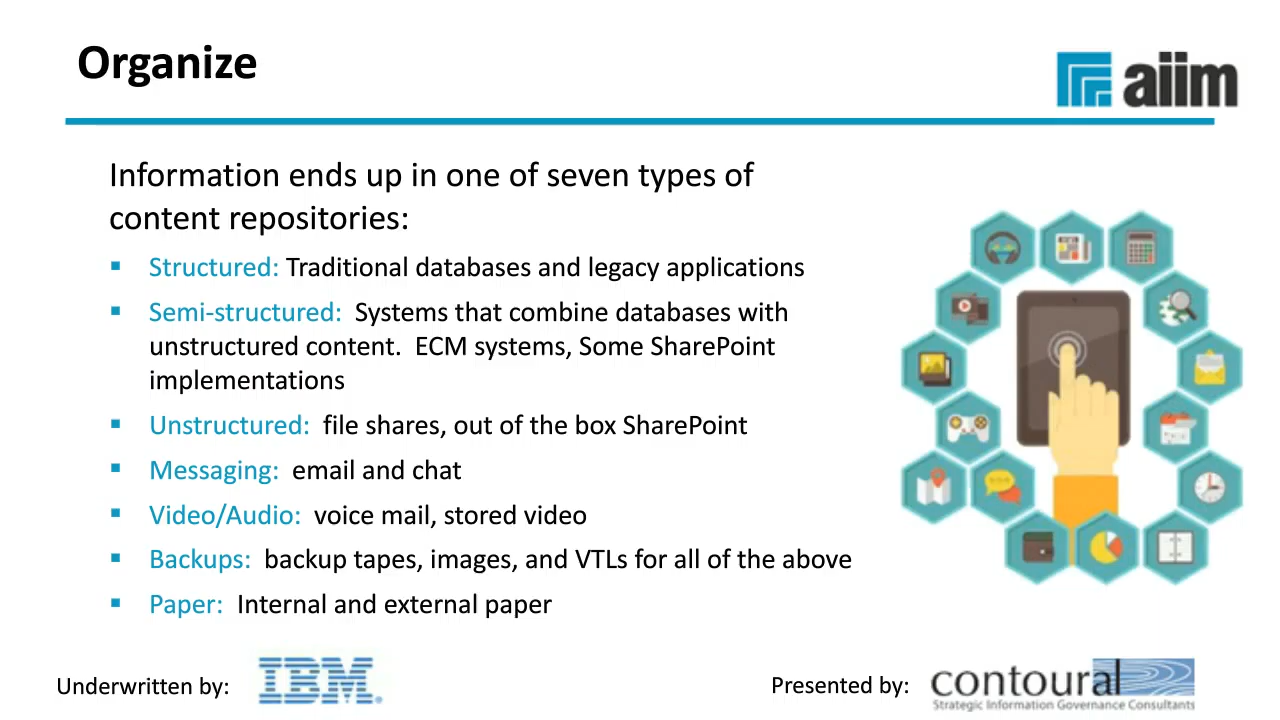 Organize
aiim
Information ends up in one of seven types of
content repositories:
▪ Structured: Traditional databases and legacy applications
▪ Semi-structured:  Systems that combine databases with
unstructured content.  ECM systems, Some SharePoint
implementations
▪ Unstructured:  file shares, out of the box SharePoint
▪ Messaging:  email and chat
▪ Video/Audio:  voice mail, stored video
▪ Backups:  backup tapes, images, and VTLs for all of the above
▪ Paper:  Internal and external paper
NEWS
Underwritten by: IBM®
Presented by: contoural
Strategic Information Governance Consultants